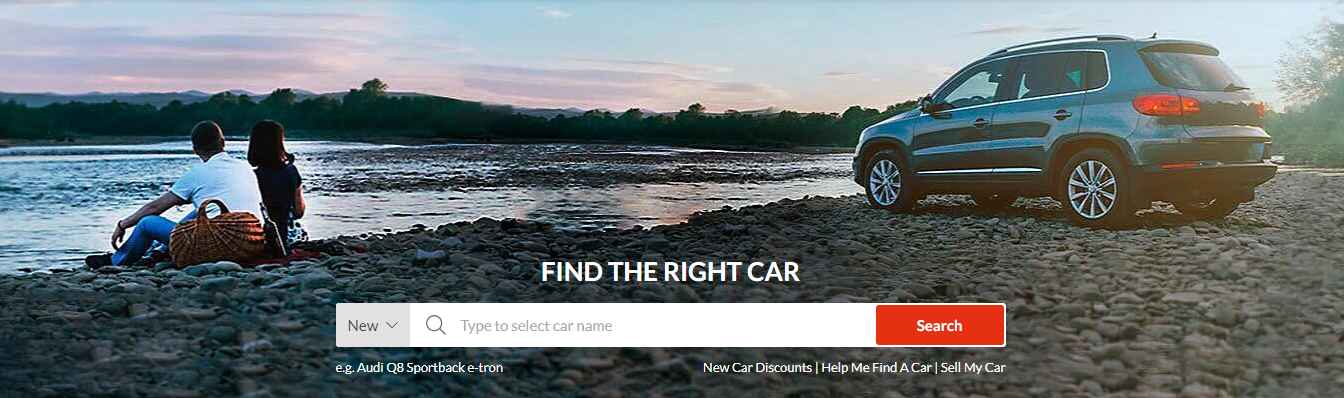 FIND THE RIGHT CAR
New Type to select car name Search
e.g. Audi Q8 Sportback e-tron New Car Discounts | Help Me Find A Car | Sell My Car